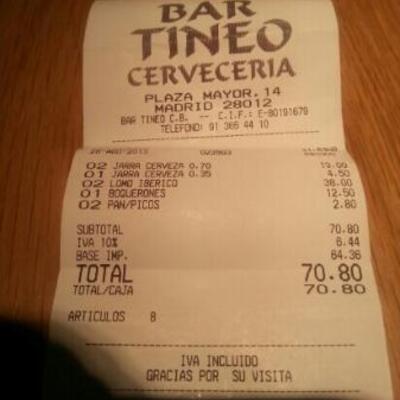 BAR
TINEO
CERVECERIA
PLAZA MAYOR, 14
MADRID 28012
BAR TINEO C.B. -- C.I.F.: E-80191679
TELEFONO: 91 365 44 10
02 JARRA CERVEZA 0.70
01 JARRA CERVEZA 0.35 4.50
02 LOMO IBERICO 38.00
01 BOQUERONES 12.50
02 PAN/PICOS 2.80
SUBTOTAL 70.80
IVA 10% 6.44
BASE IMP. 64.36
TOTAL 70.80
TOTAL/CAJA 70.80
ARTICULOS 8
IVA INCLUIDO
GRACIAS POR SU VISITA